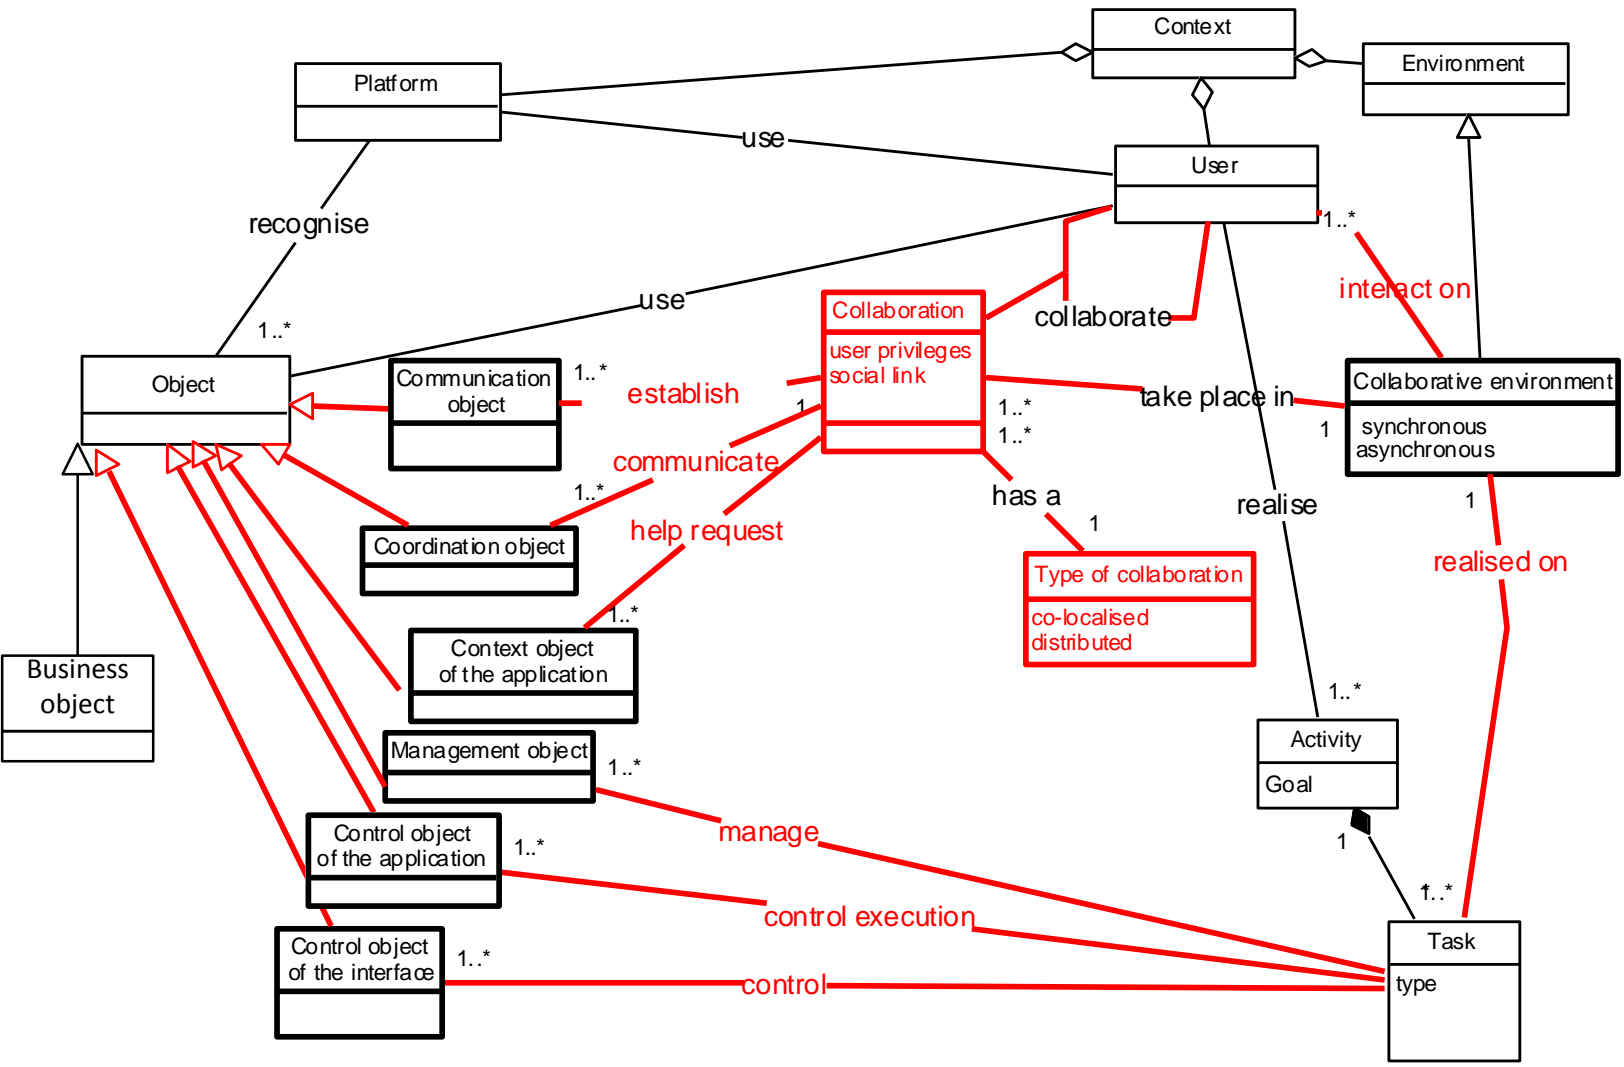 Context
Environment
Platform
use
User
recognise
1..*
interact on
use
Collaboration
collaborate
user privileges
social link
1..*
Object
Communication
object
1..*
establish
1
1..*
1..*
take place in
1
Collaborative environment
synchronous
asynchronous
communicate
1..*
help request
has a
1
realise
1
realised on
Coordination object
Type of collaboration
co-localised
distributed
1..*
Context object
of the application
Business
object
1..*
Activity
Goal
1
Management object
1..*
manage
Control object
of the application
1..*
control execution
1..*
Task
type
Control object
of the interface
1..*
control